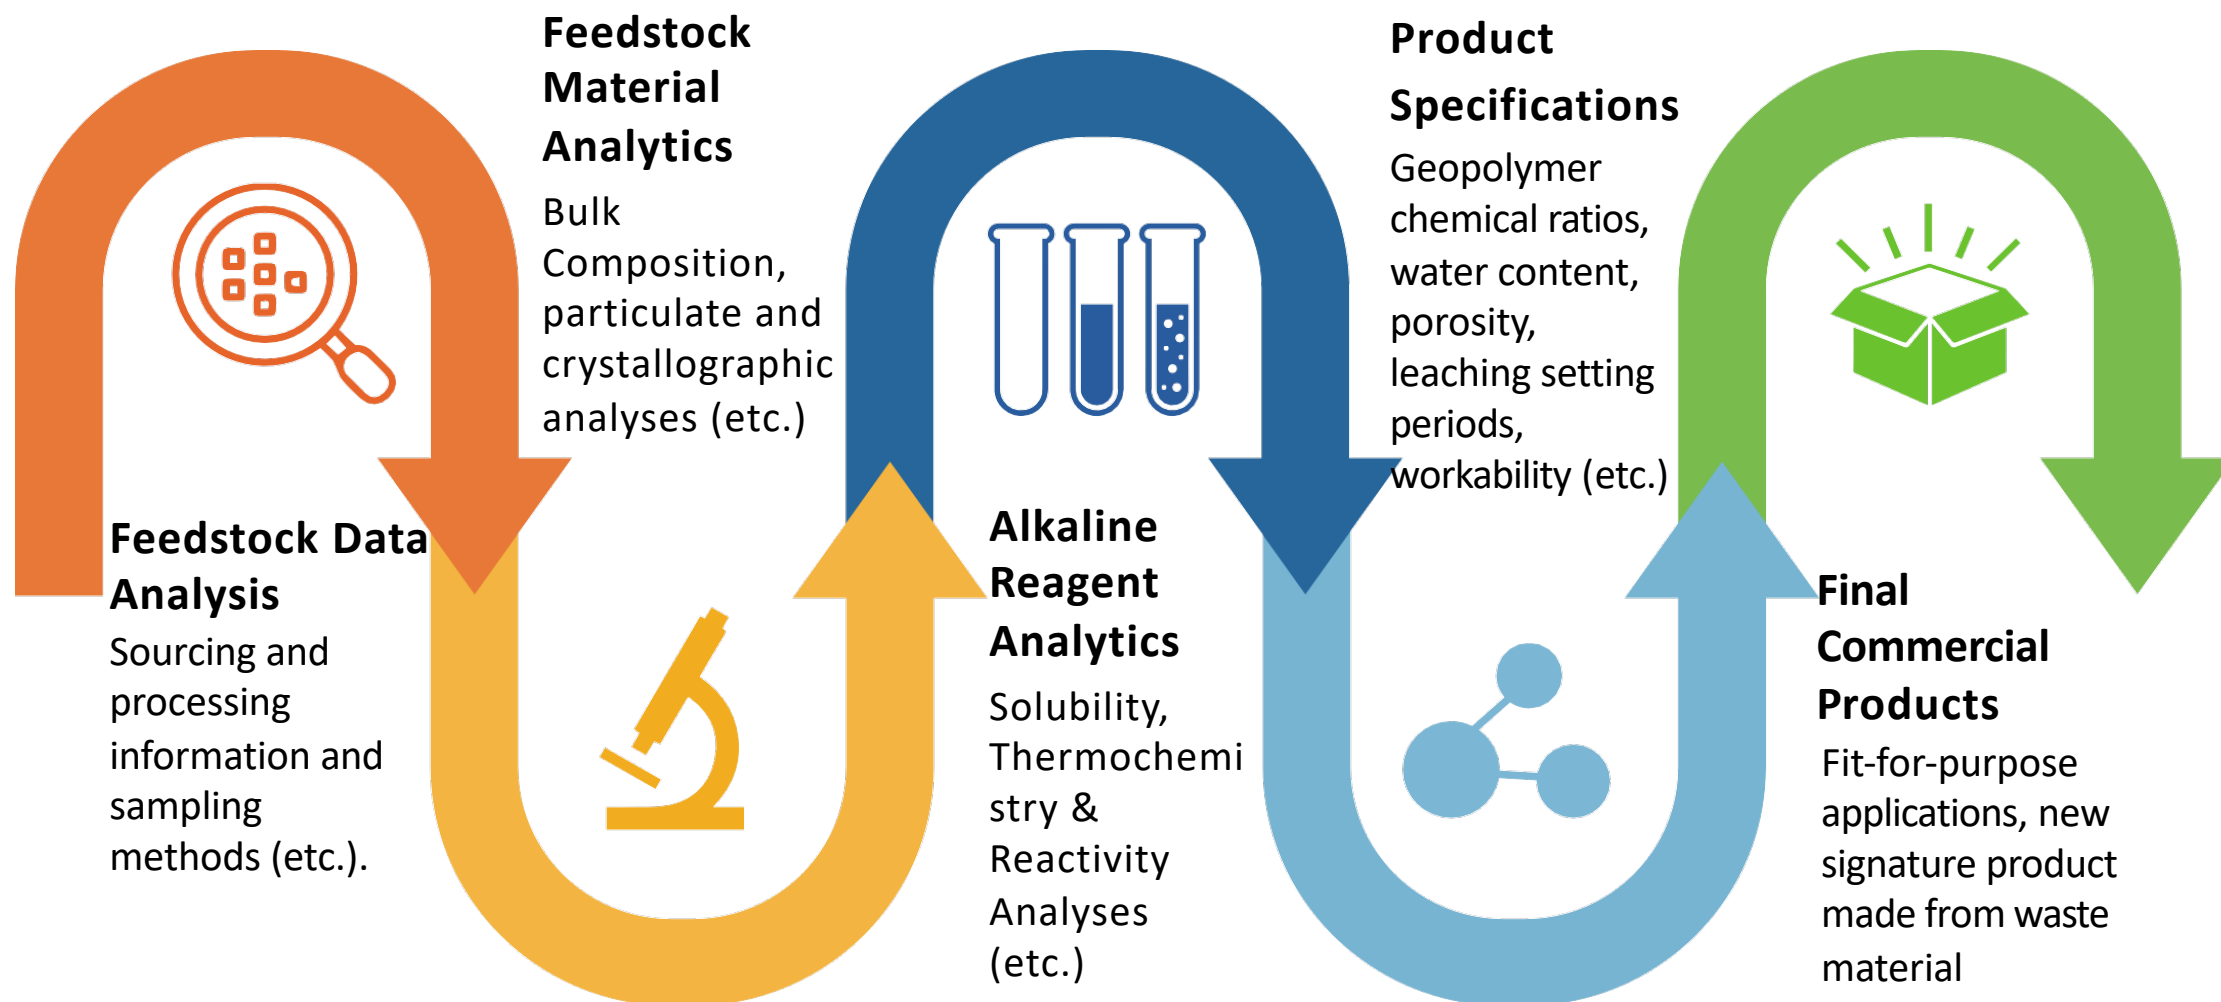 Feedstock Data
Analysis
Sourcing and
processing
information and
sampling
methods (etc.).
Feedstock
Material
Analytics
Bulk
Composition,
particulate and
crystallographic
analyses (etc.)
Alkaline
Reagent
Analytics
Solubility,
Thermochemi
stry &
Reactivity
Analyses
(etc.)
Product
Specifications
Geopolymer
chemical ratios,
water content,
porosity,
leaching setting
periods,
workability (etc.)
Final
Commercial
Products
Fit-for-purpose
applications, new
signature product
made from waste
material